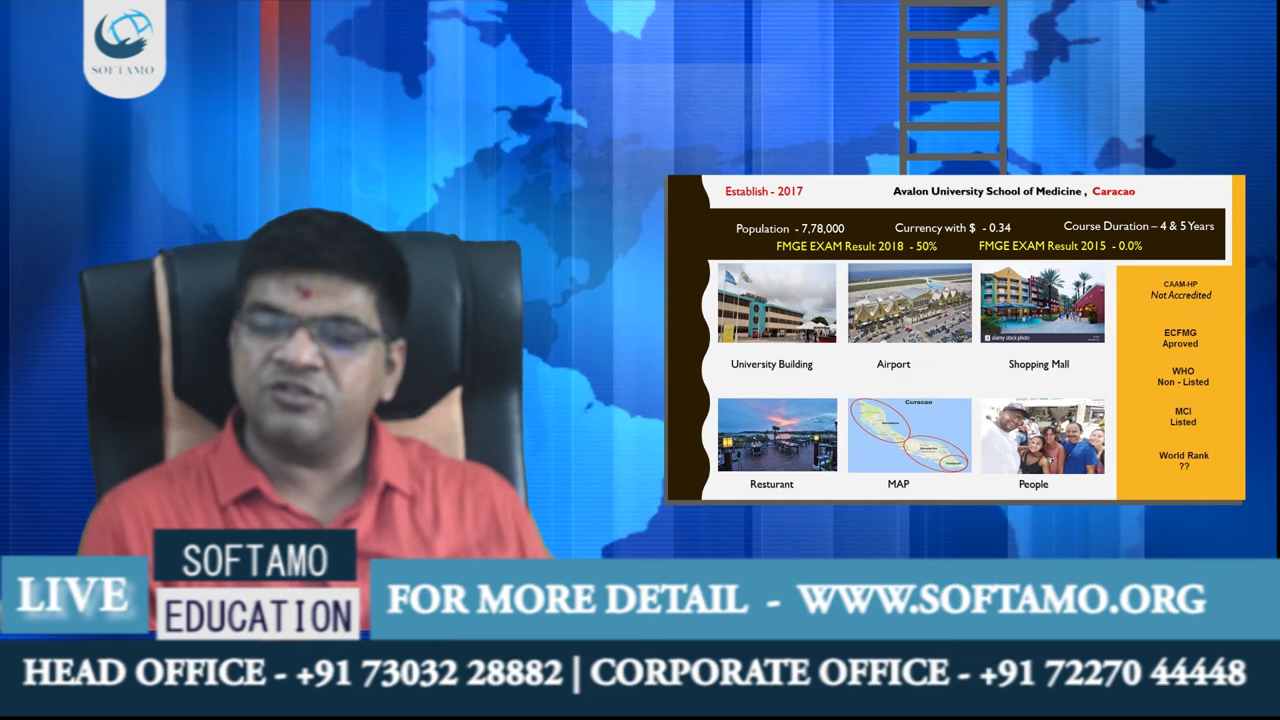 SOFTAMO
Establish - 2017
Avalon University School of Medicine , Caracao
Population - 7,78,000
Currency with $ - 0.34
Course Duration – 4 & 5 Years
FMGE EXAM Result 2018 - 50%
FMGE EXAM Result 2015 - 0.0%
CAAM-HP
Not Accredited
ECFMG
Aproved
WHO
Non - Listed
MCI
Listed
World Rank
??
alamy stock photo
University Building
Airport
Shopping Mall
Curacao
Resturant
MAP
People
LIVE
SOFTAMO
EDUCATION
FOR MORE DETAIL - WWW.SOFTAMO.ORG
HEAD OFFICE - +91 73032 28882 | CORPORATE OFFICE - +91 72270 44448